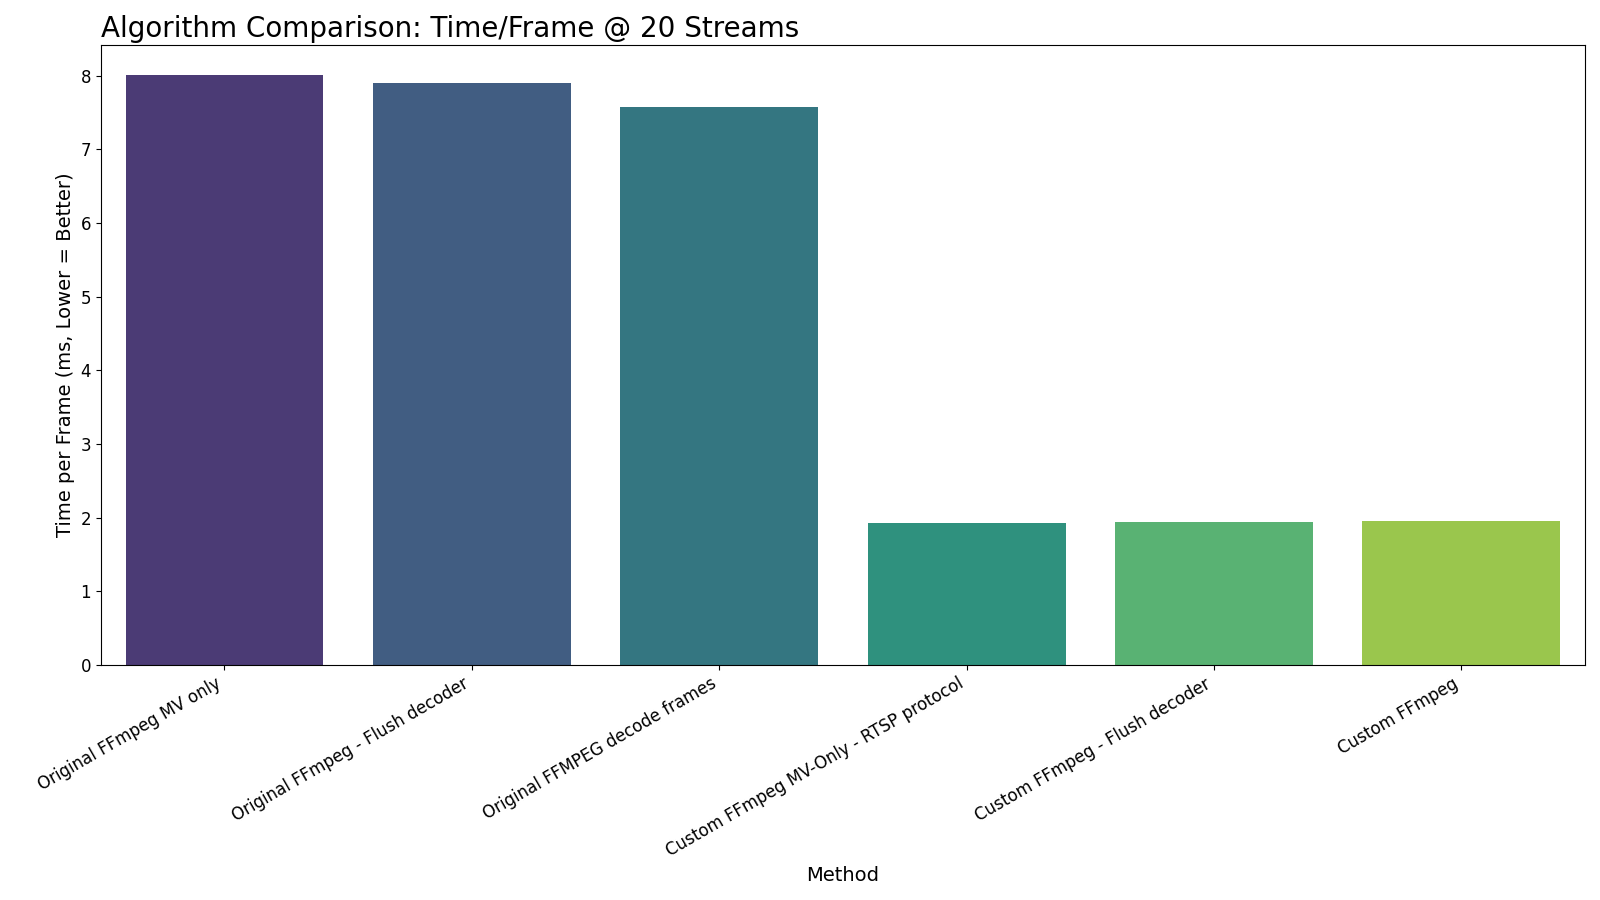 Algorithm Comparison: Time/Frame @ 20 Streams
Time per Frame (ms, Lower = Better)
8
7
6
5
4
3
2
1
0
Original FFmpeg MV only
Original FFmpeg - Flush decoder
Original FFMPEG decode frames
Custom FFmpeg MV-Only - RTSP protocol
Custom FFmpeg - Flush decoder
Custom FFmpeg
Method